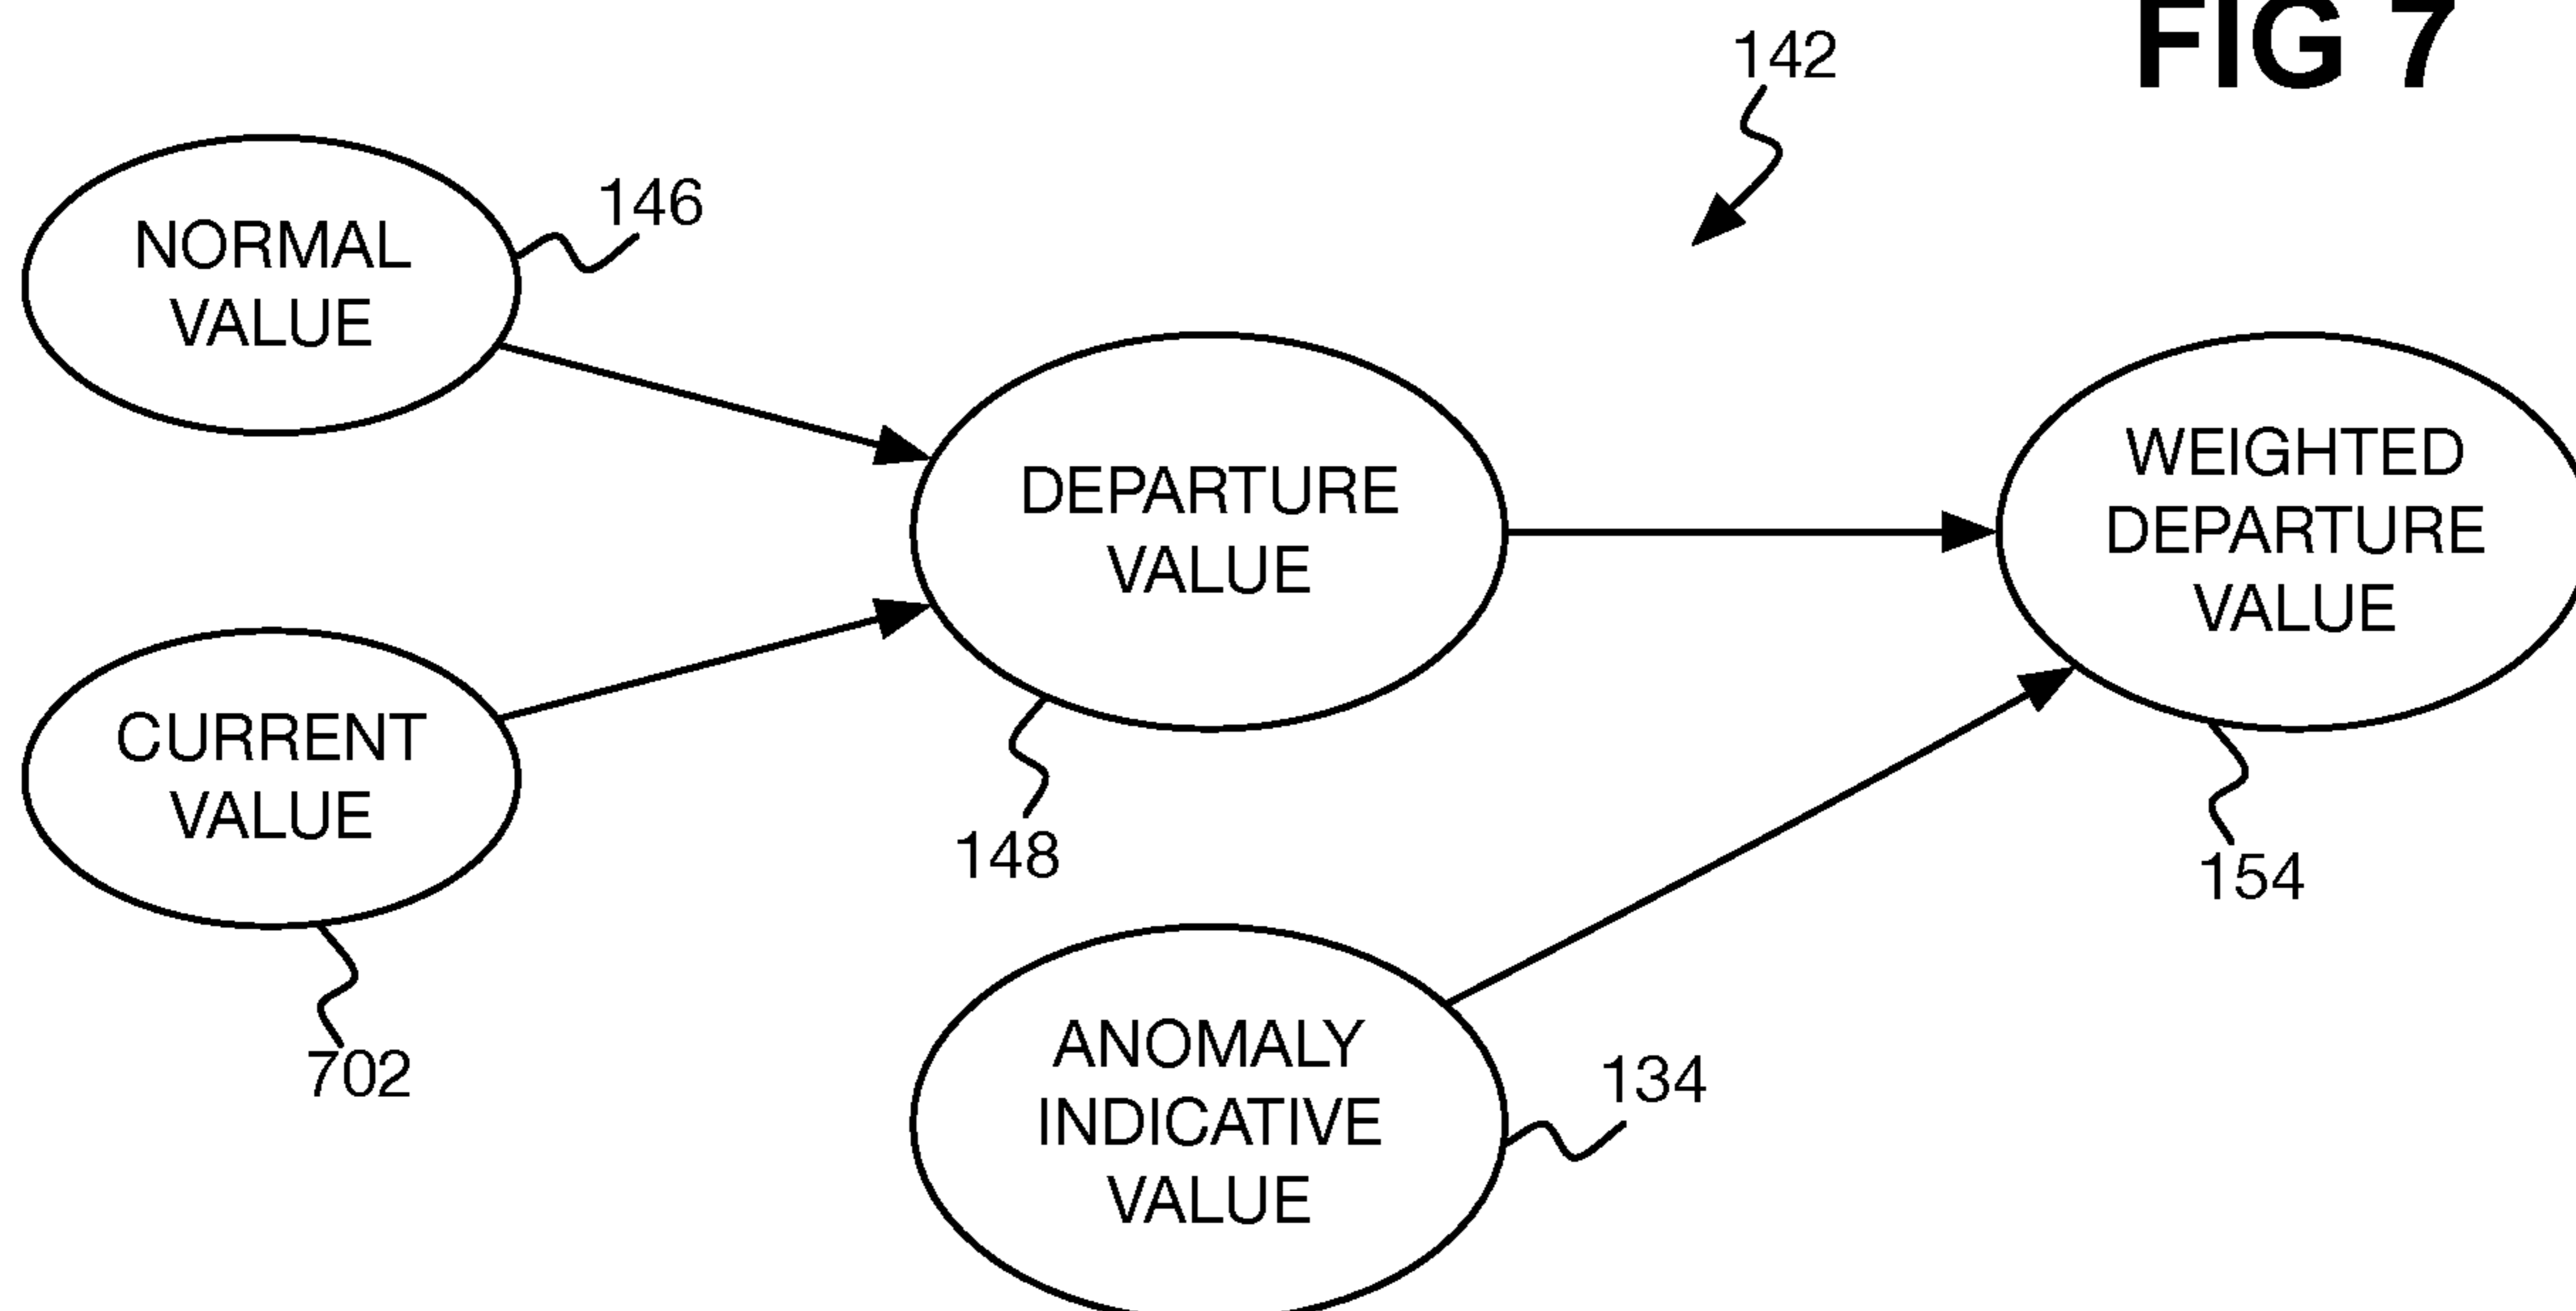 FIG 7
142
NORMAL
VALUE
146
DEPARTURE
VALUE
148
WEIGHTED
DEPARTURE
VALUE
154
CURRENT
VALUE
702
ANOMALY
INDICATIVE
VALUE
134